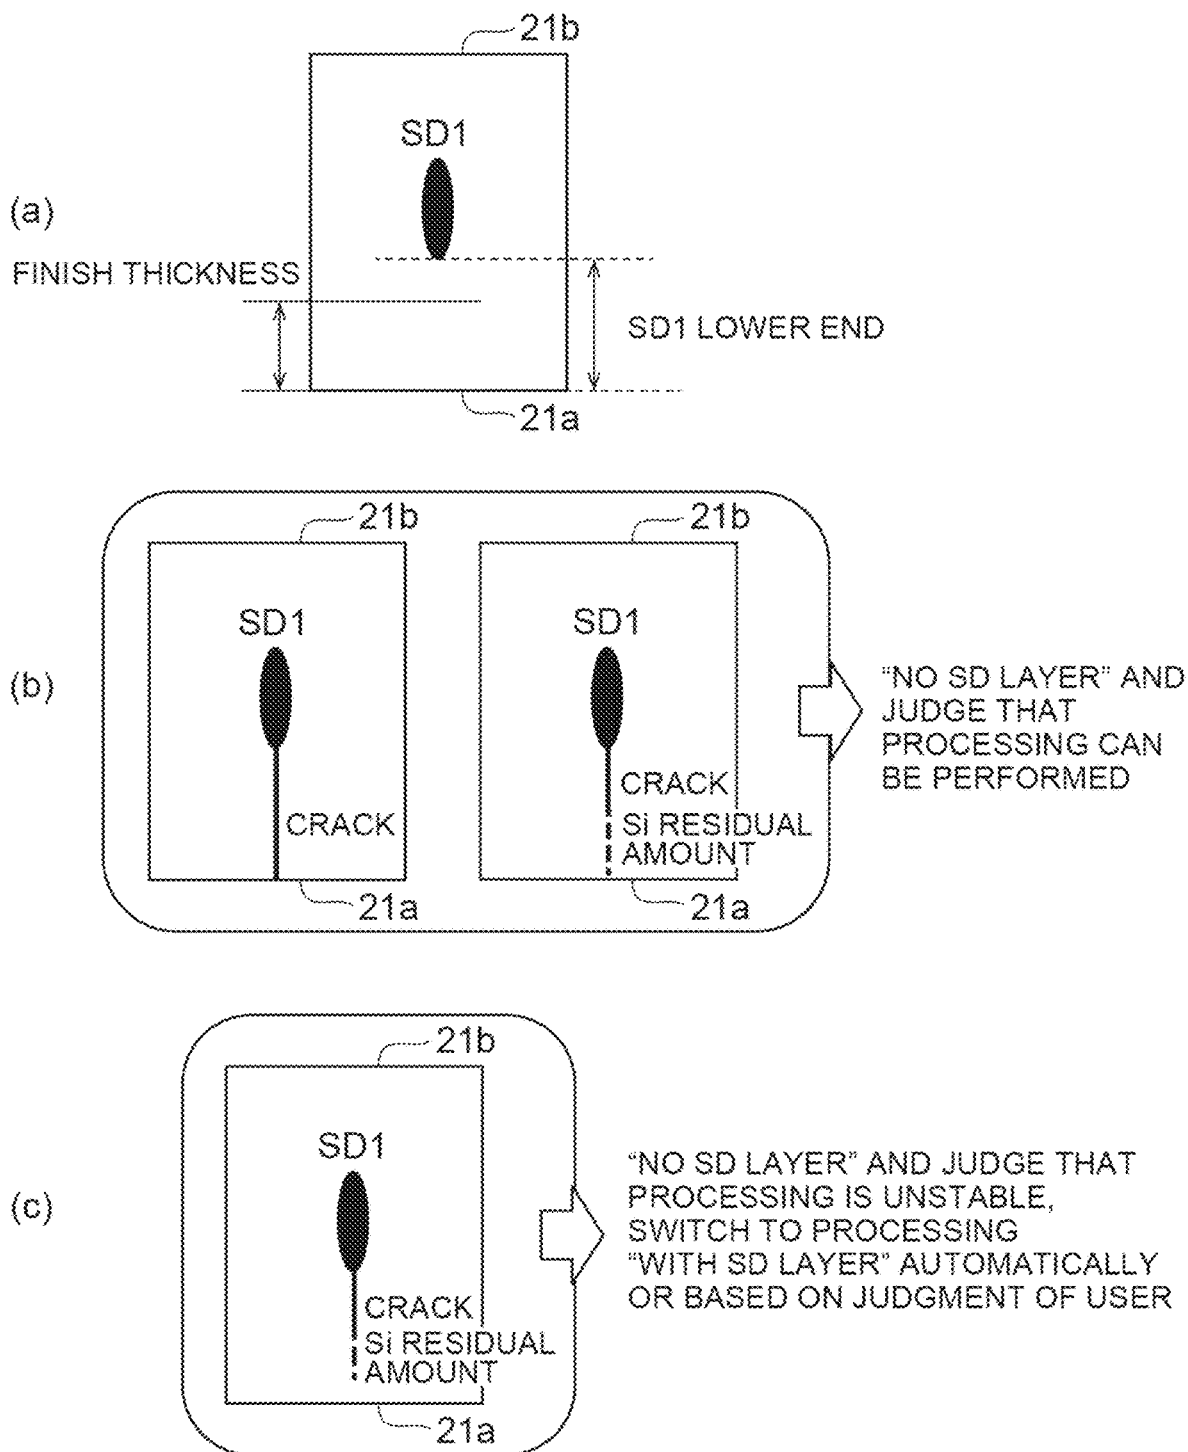 21b
SD1
(a)
FINISH THICKNESS
SD1 LOWER END
21a
21b
21b
SD1
SD1
(b)
CRACK
CRACK
Si RESIDUAL
AMOUNT
21a
21a
“NO SD LAYER” AND
JUDGE THAT
PROCESSING CAN
BE PERFORMED
21b
SD1
(c)
CRACK
Si RESIDUAL
AMOUNT
21a
“NO SD LAYER” AND JUDGE THAT
PROCESSING IS UNSTABLE,
SWITCH TO PROCESSING
“WITH SD LAYER” AUTOMATICALLY
OR BASED ON JUDGMENT OF USER